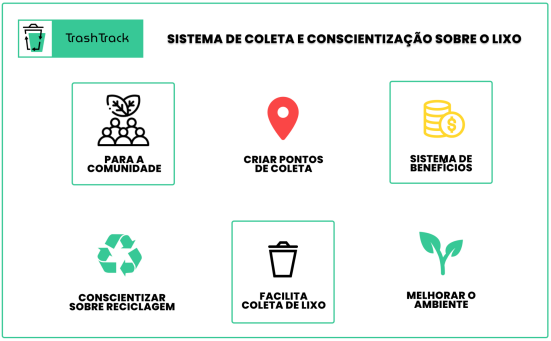 TrashTrack
SISTEMA DE COLETA E CONSCIENTIZAÇÃO SOBRE O LIXO
PARA A
COMUNIDADE
CRIAR PONTOS
DE COLETA
$
SISTEMA DE
BENEFÍCIOS
CONSCIENTIZAR
SOBRE RECICLAGEM
FACILITA
COLETA DE LIXO
MELHORAR O
AMBIENTE